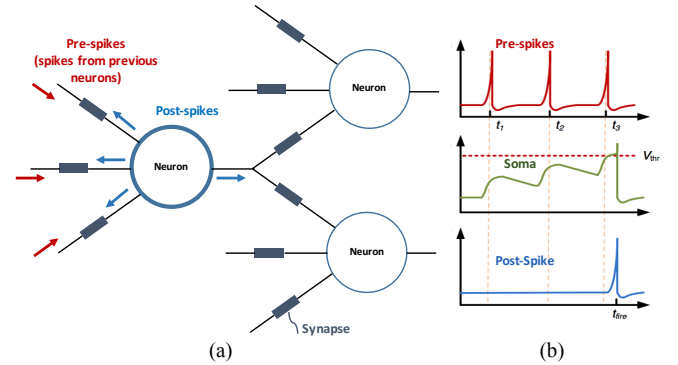 Pre-spikes
(spikes from previous
neurons)
Post-spikes
Neuron
Neuron
Neuron
Synapse
(a)
(b)
Pre-spikes
t1
t2
t3
Soma
Vthr
Post-Spike
tfire